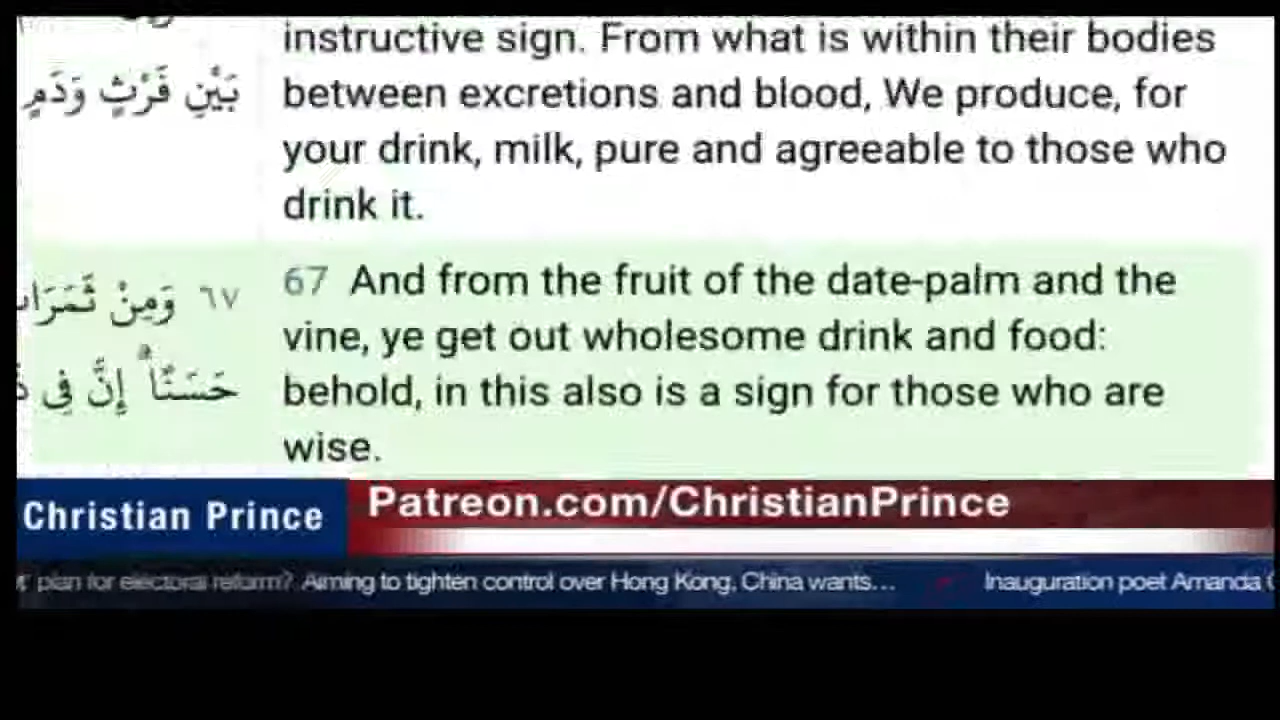 instructive sign. From what is within their bodies
بَيْنِ فَرْثٍ وَدَمٍ
between excretions and blood, We produce, for
your drink, milk, pure and agreeable to those who
drink it.
٦٧ وَمِنْ
67 And from the fruit of the date-palm and the
vine, ye get out wholesome drink and food:
حَسَنًا ۗ إِنَّ فِي
behold, in this also is a sign for those who are
wise.
Christian Prince
Patreon.com/ChristianPrince
plan for electoral reform? Aiming to tighten control over Hong Kong, China wants... Inauguration poet Amanda